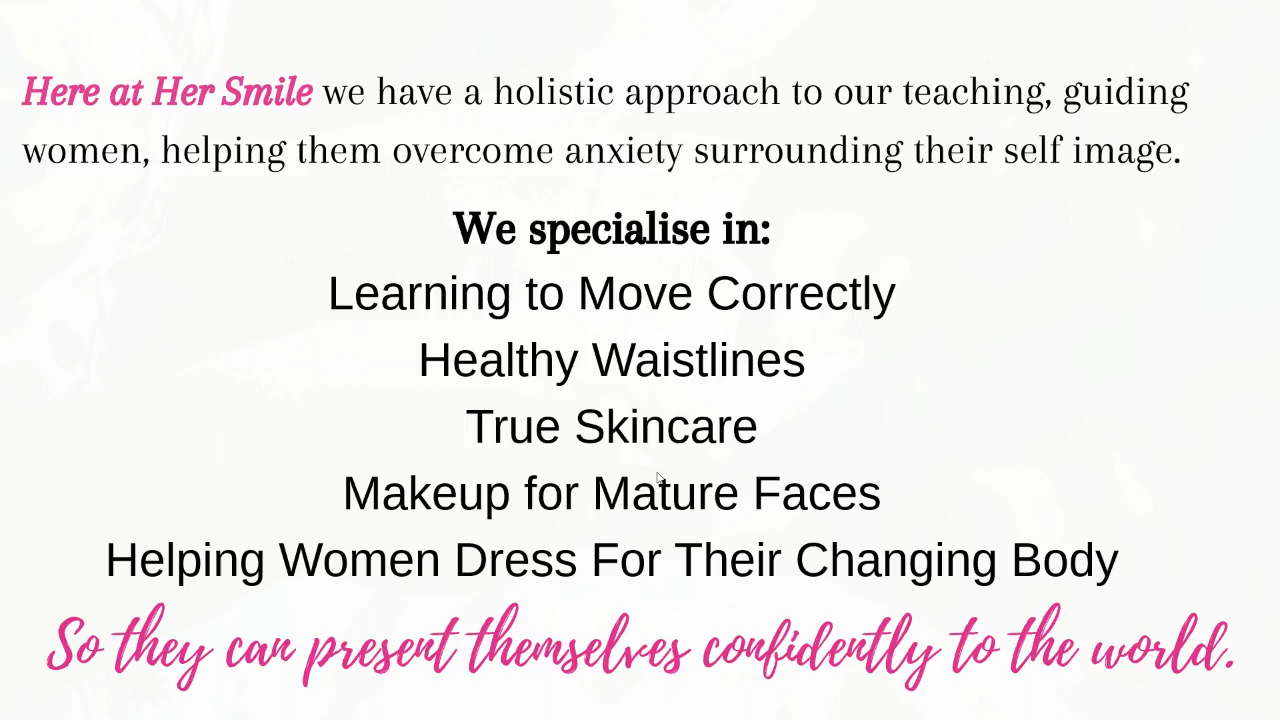 Here at Her Smile we have a holistic approach to our teaching, guiding
women, helping them overcome anxiety surrounding their self image.
We specialise in:
Learning to Move Correctly
Healthy Waistlines
True Skincare
Makeup for Mature Faces
Helping Women Dress For Their Changing Body
So they can present themselves confidently to the world.